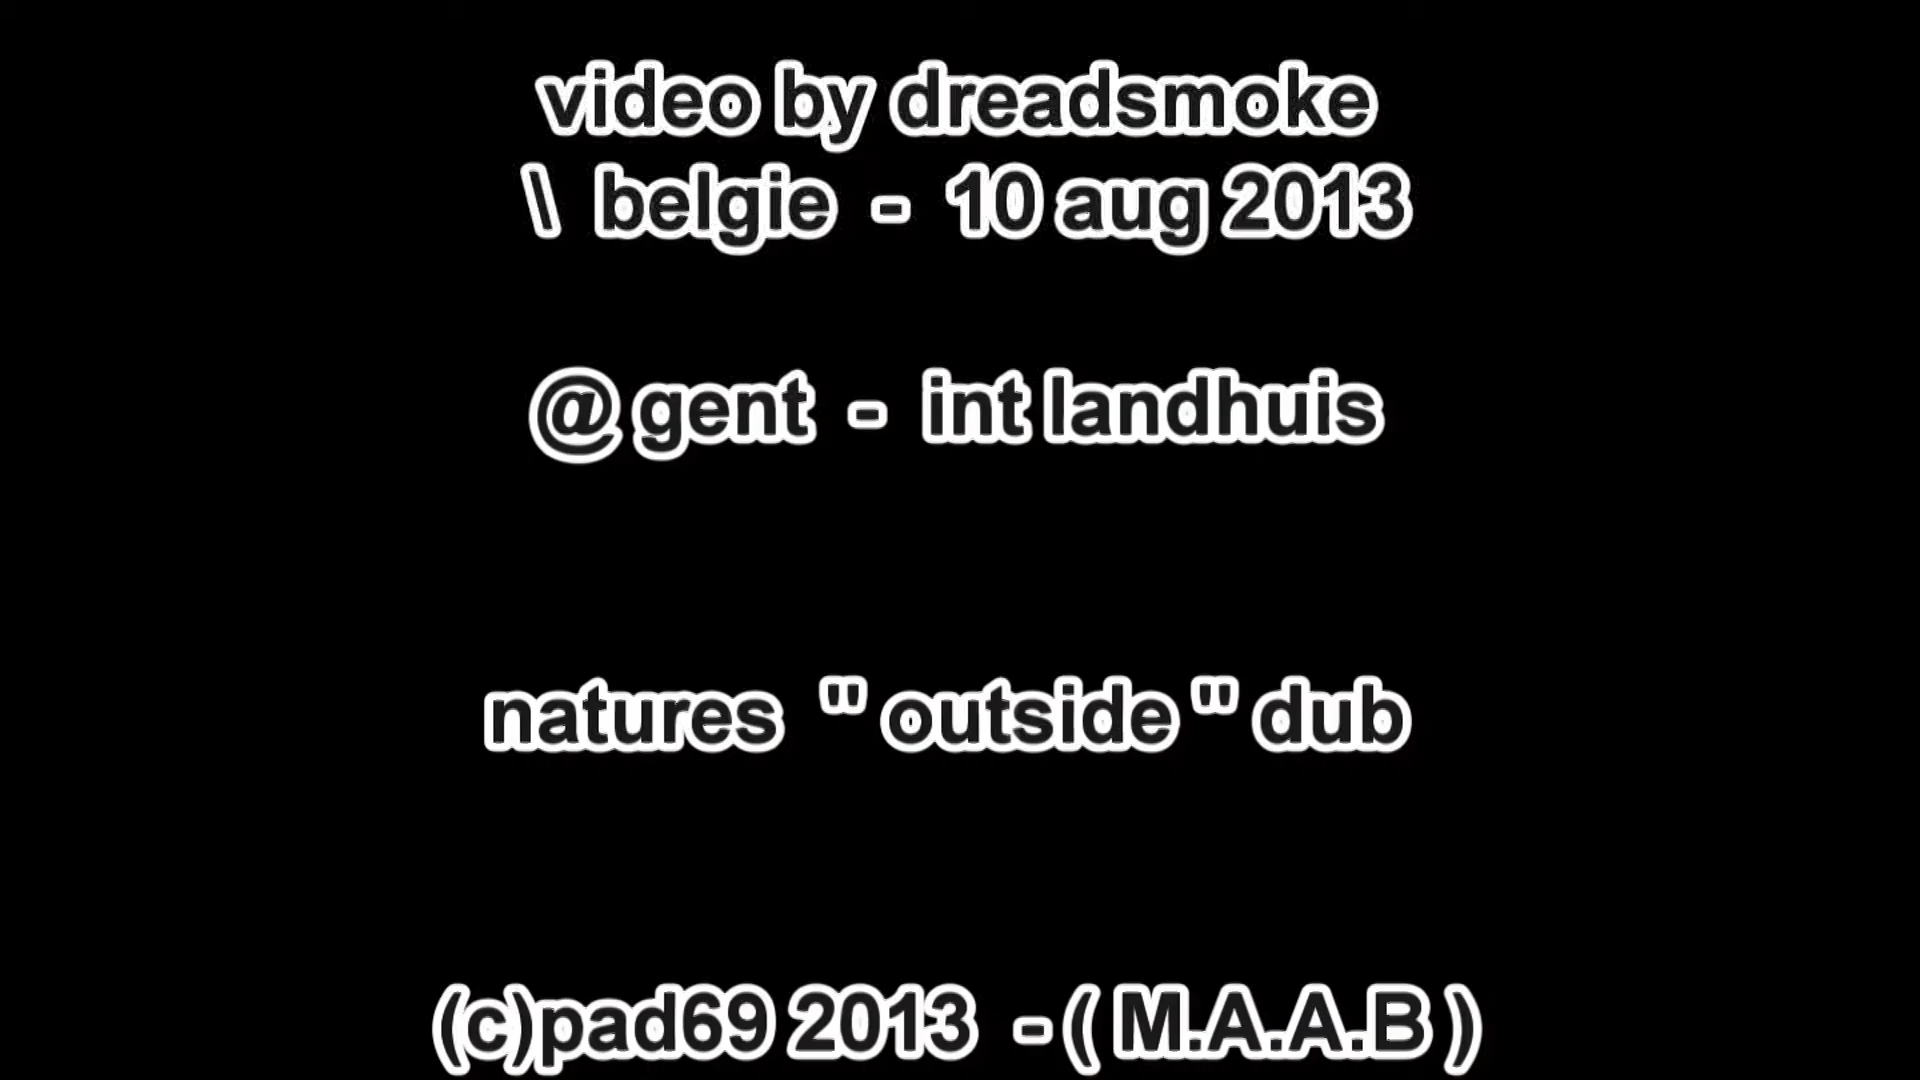 video by dreadsmoke
\ belgie - 10 aug 2013
@ gent - int landhuis
natures " outside " dub
(c)pad69 2013 - ( M.A.A.B )